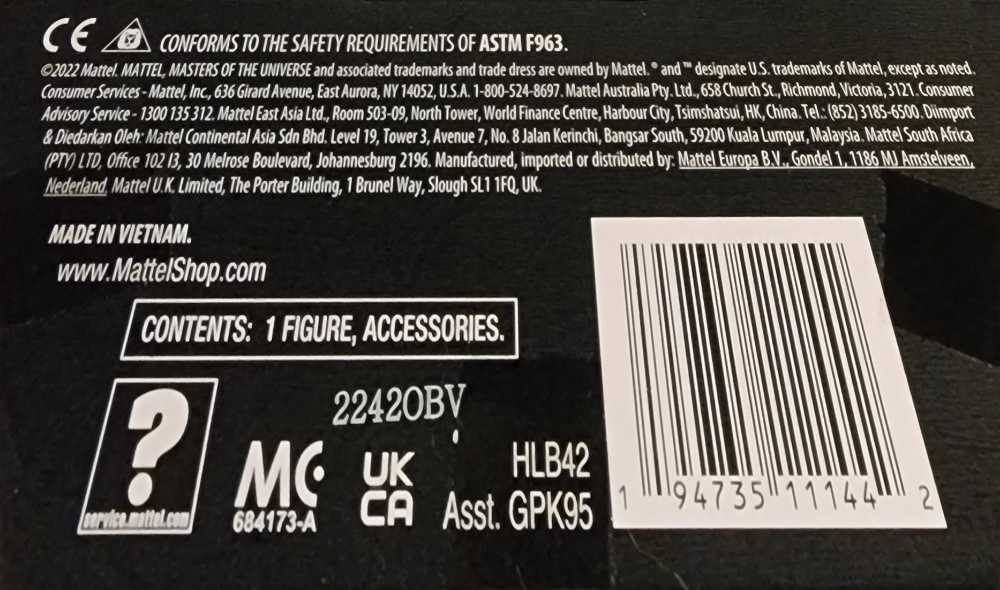 CE CONFORMS TO THE SAFETY REQUIREMENTS OF ASTM F963.
©2022 Mattel. MATTEL, MASTERS OF THE UNIVERSE and associated trademarks and trade dress are owned by Mattel. ® and ™ designate U.S. trademarks of Mattel, except as noted.
Consumer Services - Mattel, Inc., 636 Girard Avenue, East Aurora, NY 14052, U.S.A. 1-800-524-8697. Mattel Australia Pty. Ltd., 658 Church St., Richmond, Victoria, 3121. Consumer
Advisory Service - 1300 135 312. Mattel East Asia Ltd., Room 503-09, North Tower, World Finance Centre, Harbour City, Tsimshatsui, HK, China. Tel.: (852) 3185-6500. Diimport
& Diedarkan Oleh: Mattel Continental Asia Sdn Bhd. Level 19, Tower 3, Avenue 7, No. 8 Jalan Kerinchi, Bangsar South, 59200 Kuala Lumpur, Malaysia. Mattel South Africa
(PTY) LTD, Office 102 I3, 30 Melrose Boulevard, Johannesburg 2196. Manufactured, imported or distributed by: Mattel Europa B.V., Gondel 1, 1186 MJ Amstelveen,
Nederland. Mattel U.K. Limited, The Porter Building, 1 Brunel Way, Slough SL1 1FQ, UK.
MADE IN VIETNAM.
www.MattelShop.com
CONTENTS: 1 FIGURE, ACCESSORIES.
?
service.mattel.com
22420BV
MC
684173-A
UK
CA
HLB42
Asst. GPK95
1 94735 11144 2